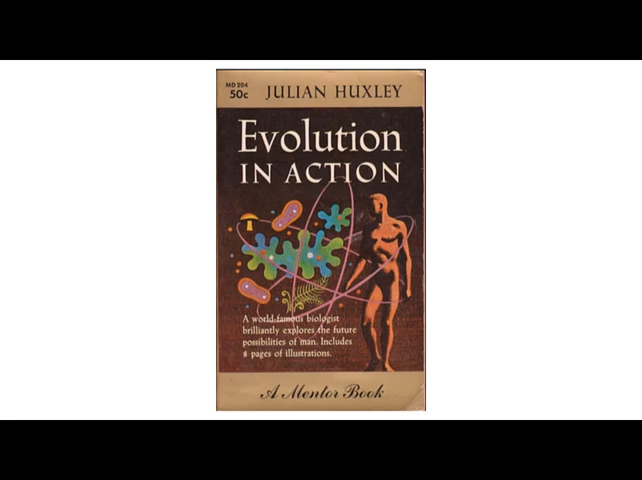 MD 204
50c
JULIAN HUXLEY
Evolution
IN ACTION
A world-famous biologist
brilliantly explores the future
possibilities of man. Includes
8 pages of illustrations.
A Mentor Book